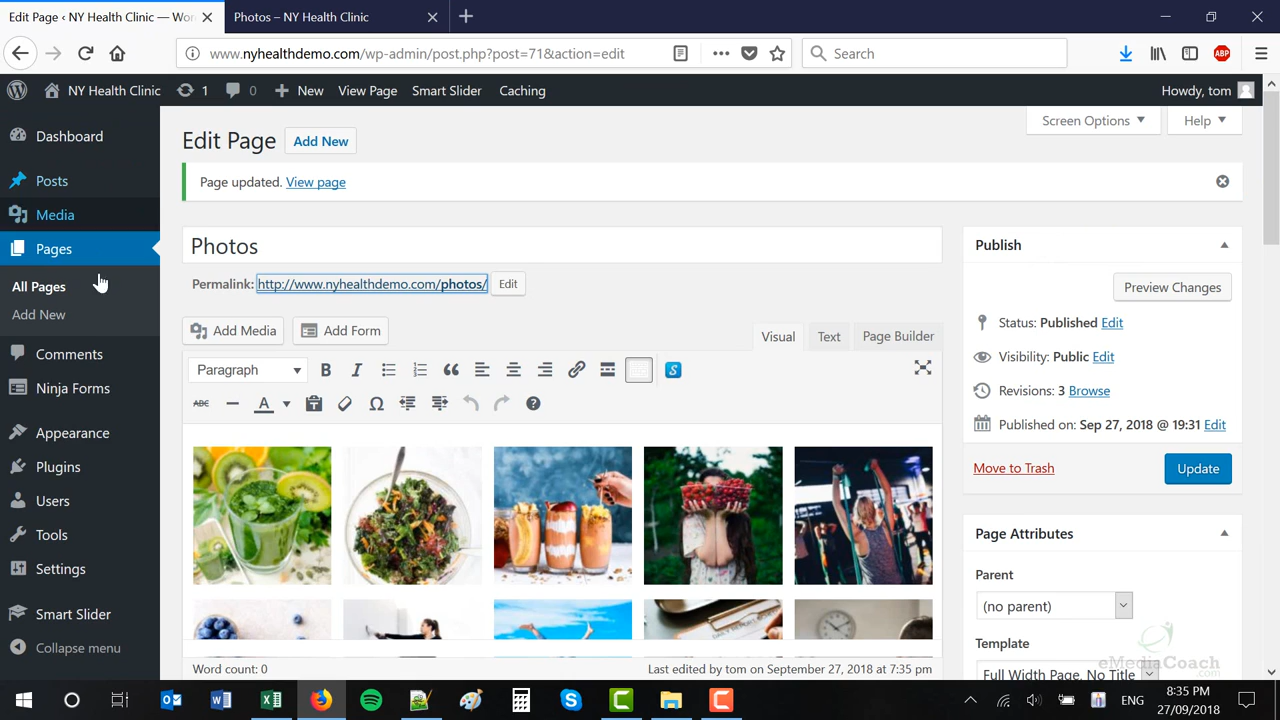 Edit Page ‹ NY Health Clinic — Wor
Photos – NY Health Clinic
www.nyhealthdemo.com/wp-admin/post.php?post=71&action=edit
Search
ABP
NY Health Clinic
1
0
New
View Page
Smart Slider
Caching
Howdy, tom
Dashboard
Posts
Media
Pages
All Pages
Add New
Comments
Ninja Forms
Appearance
Plugins
Users
Tools
Settings
Smart Slider
Collapse menu
Screen Options
Help
Edit Page
Add New
Page updated. View page
Photos
Permalink: http://www.nyhealthdemo.com/photos/
Edit
Add Media
Add Form
Visual
Text
Page Builder
Paragraph
B
I
S
ABC
A
Word count: 0
Last edited by tom on September 27, 2018 at 7:35 pm
Publish
Preview Changes
Status: Published Edit
Visibility: Public Edit
Revisions: 3 Browse
Published on: Sep 27, 2018 @ 19:31 Edit
Move to Trash
Update
Page Attributes
Parent
(no parent)
Template
Full Width Page, No Title
eMediaCoach
.com
ENG
8:35 PM
27/09/2018